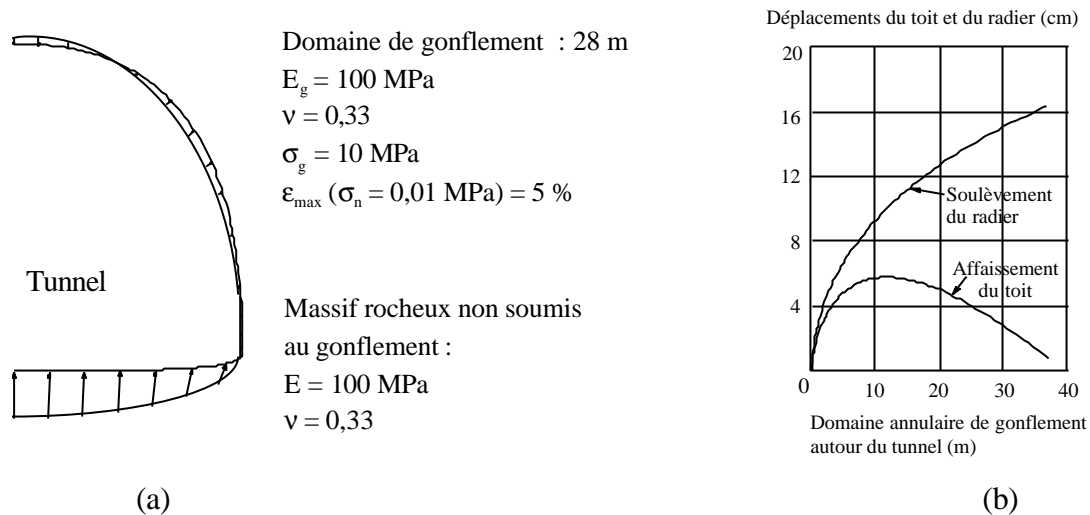 Domaine de gonflement : 28 m
E_g = 100 MPa
ν = 0,33
σ_g = 10 MPa
ε_max (σ_n = 0,01 MPa) = 5 %
Tunnel
Massif rocheux non soumis
au gonflement :
E = 100 MPa
ν = 0,33
(a)
Déplacements du toit et du radier (cm)
20
16
12
8
4
Soulèvement
du radier
Affaissement
du toit
0 10 20 30 40
Domaine annulaire de gonflement
autour du tunnel (m)
(b)